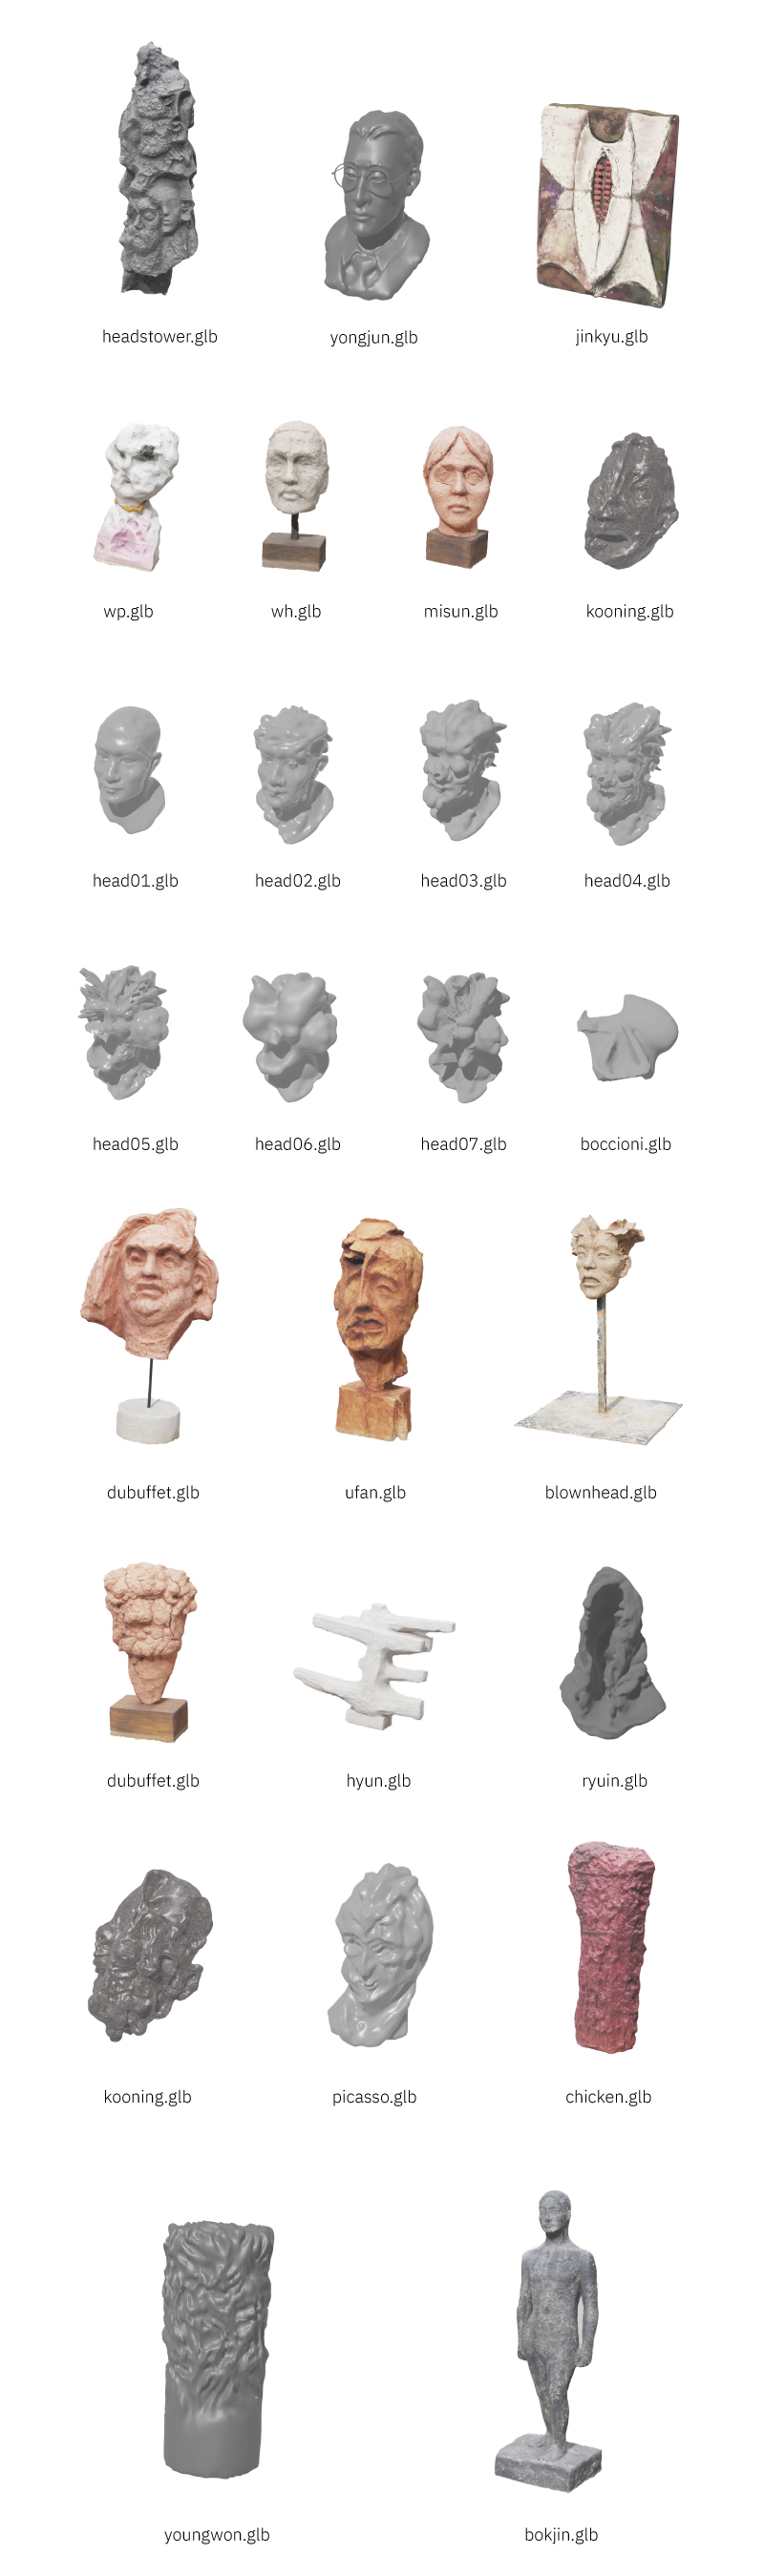 headstower.glb
yongjun.glb
jinkyu.glb
wp.glb
wh.glb
misun.glb
kooning.glb
head01.glb
head02.glb
head03.glb
head04.glb
head05.glb
head06.glb
head07.glb
boccioni.glb
dubuffet.glb
ufan.glb
blownhead.glb
dubuffet.glb
hyun.glb
ryuin.glb
kooning.glb
picasso.glb
chicken.glb
youngwon.glb
bokjin.glb